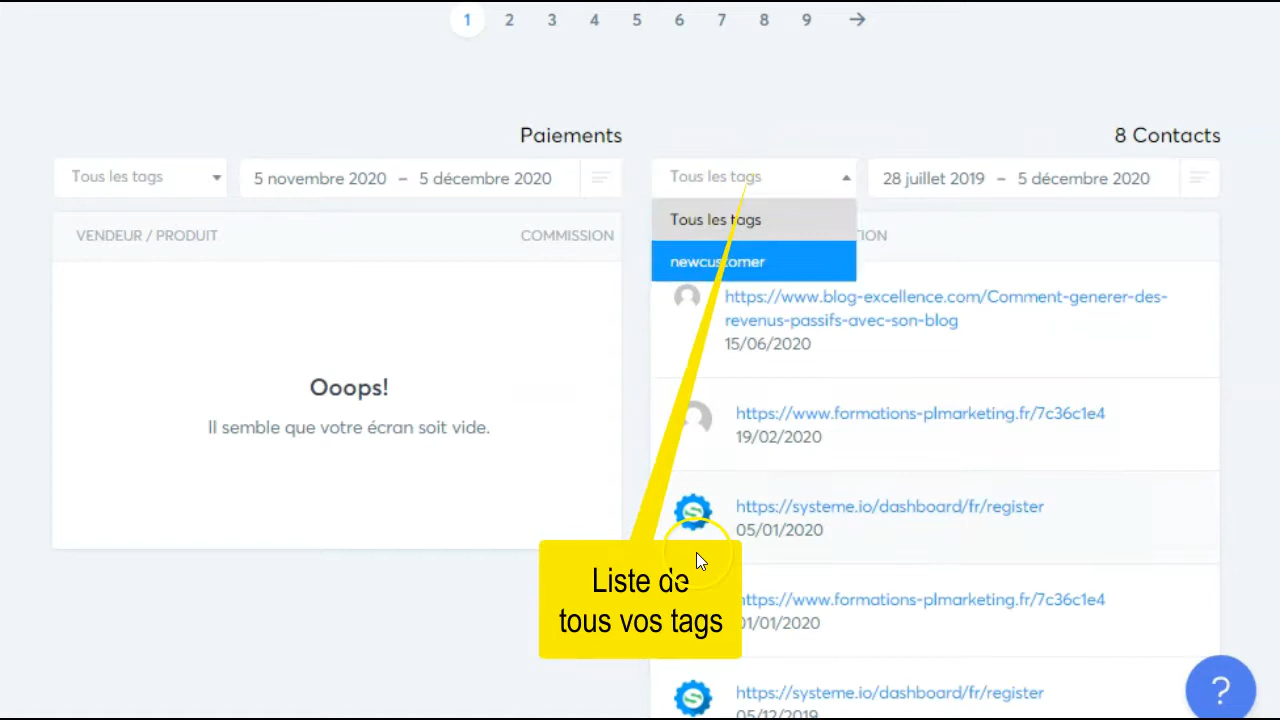 1 2 3 4 5 6 7 8 9 →
Paiements
8 Contacts
Tous les tags
5 novembre 2020 – 5 décembre 2020
Tous les tags
28 juillet 2019 – 5 décembre 2020
VENDEUR / PRODUIT
COMMISSION
Tous les tags
newcustomer
https://www.blog-excellence.com/Comment-generer-des-
revenus-passifs-avec-son-blog
15/06/2020
Ooops!
Il semble que votre écran soit vide.
https://www.formations-plmarketing.fr/7c36c1e4
19/02/2020
https://systeme.io/dashboard/fr/register
05/01/2020
https://www.formations-plmarketing.fr/7c36c1e4
01/01/2020
https://systeme.io/dashboard/fr/register
05/12/2019
Liste de
tous vos tags
?